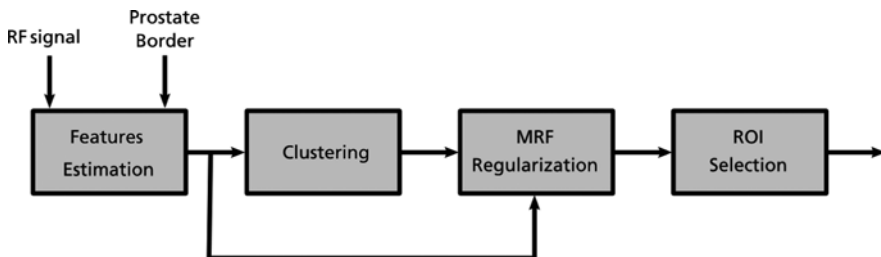 RF signal
Prostate
Border
Features
Estimation
Clustering
MRF
Regularization
ROI
Selection